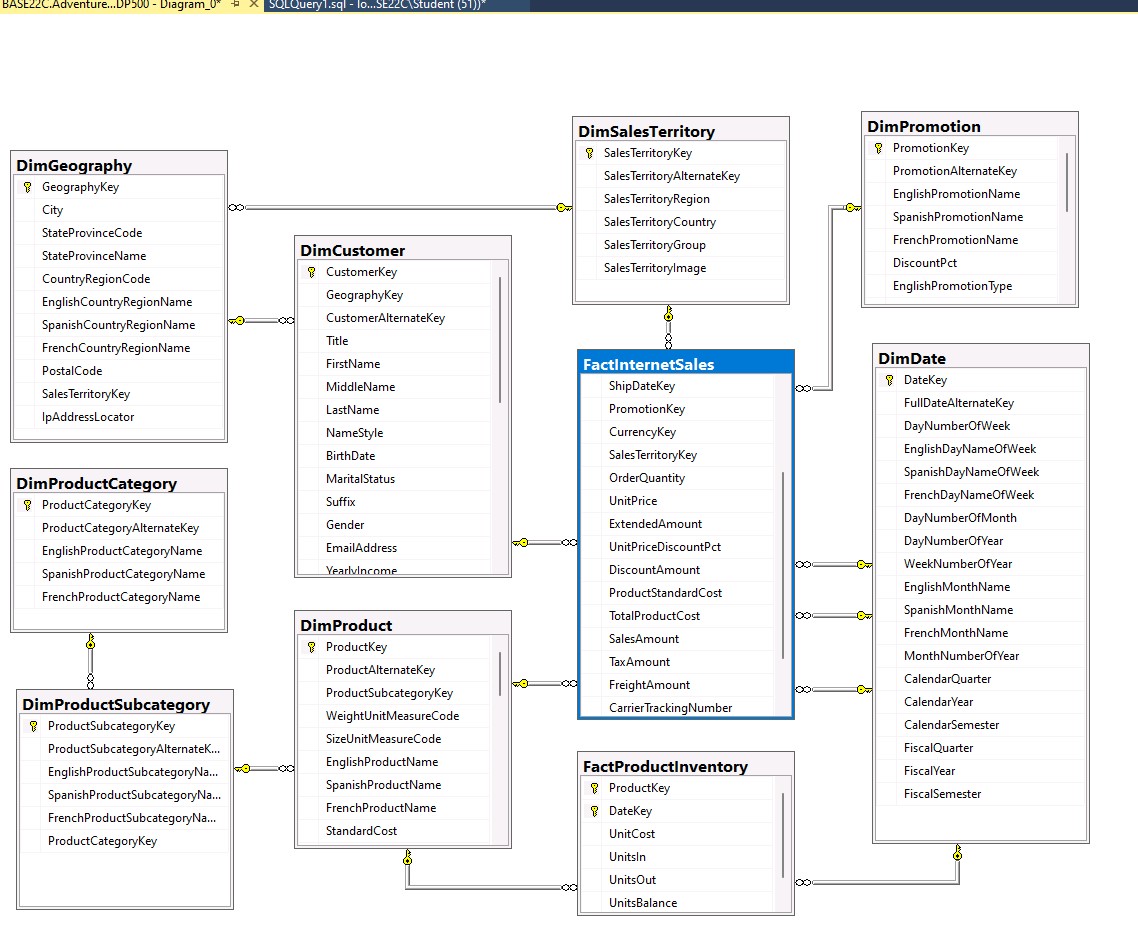 BASE22C.Adventure...DP500 - Diagram_0*
SQLQuery1.sql - lo...SE22C\Student (51))*
DimGeography
GeographyKey
City
StateProvinceCode
StateProvinceName
CountryRegionCode
EnglishCountryRegionName
SpanishCountryRegionName
FrenchCountryRegionName
PostalCode
SalesTerritoryKey
IpAddressLocator
DimCustomer
CustomerKey
GeographyKey
CustomerAlternateKey
Title
FirstName
MiddleName
LastName
NameStyle
BirthDate
MaritalStatus
Suffix
Gender
EmailAddress
YearlyIncome
DimSalesTerritory
SalesTerritoryKey
SalesTerritoryAlternateKey
SalesTerritoryRegion
SalesTerritoryCountry
SalesTerritoryGroup
SalesTerritoryImage
DimPromotion
PromotionKey
PromotionAlternateKey
EnglishPromotionName
SpanishPromotionName
FrenchPromotionName
DiscountPct
EnglishPromotionType
FactInternetSales
ShipDateKey
PromotionKey
CurrencyKey
SalesTerritoryKey
OrderQuantity
UnitPrice
ExtendedAmount
UnitPriceDiscountPct
DiscountAmount
ProductStandardCost
TotalProductCost
SalesAmount
TaxAmount
FreightAmount
CarrierTrackingNumber
DimDate
DateKey
FullDateAlternateKey
DayNumberOfWeek
EnglishDayNameOfWeek
SpanishDayNameOfWeek
FrenchDayNameOfWeek
DayNumberOfMonth
DayNumberOfYear
WeekNumberOfYear
EnglishMonthName
SpanishMonthName
FrenchMonthName
MonthNumberOfYear
CalendarQuarter
CalendarYear
CalendarSemester
FiscalQuarter
FiscalYear
FiscalSemester
DimProductCategory
ProductCategoryKey
ProductCategoryAlternateKey
EnglishProductCategoryName
SpanishProductCategoryName
FrenchProductCategoryName
DimProductSubcategory
ProductSubcategoryKey
ProductSubcategoryAlternateK...
EnglishProductSubcategoryNa...
SpanishProductSubcategoryNa...
FrenchProductSubcategoryNa...
ProductCategoryKey
DimProduct
ProductKey
ProductAlternateKey
ProductSubcategoryKey
WeightUnitMeasureCode
SizeUnitMeasureCode
EnglishProductName
SpanishProductName
FrenchProductName
StandardCost
FactProductInventory
ProductKey
DateKey
UnitCost
UnitsIn
UnitsOut
UnitsBalance